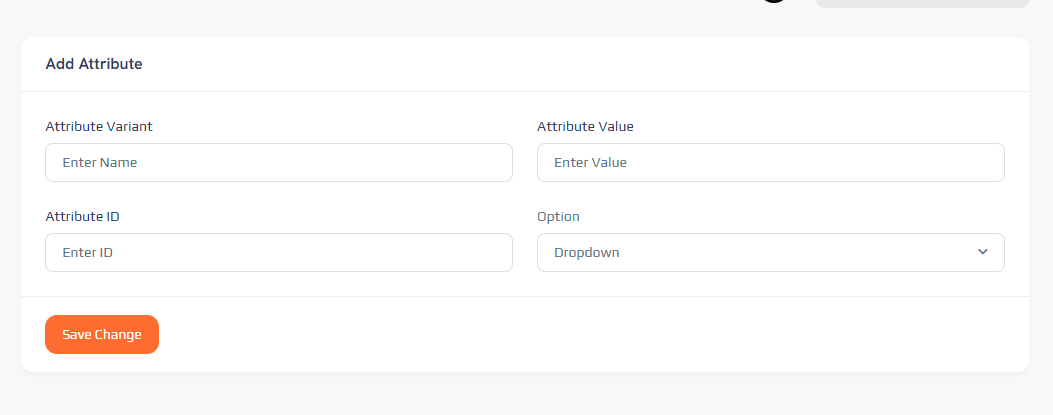 Add Attribute
Attribute Variant
Attribute Value
Enter Name
Enter Value
Attribute ID
Option
Enter ID
Dropdown
Save Change